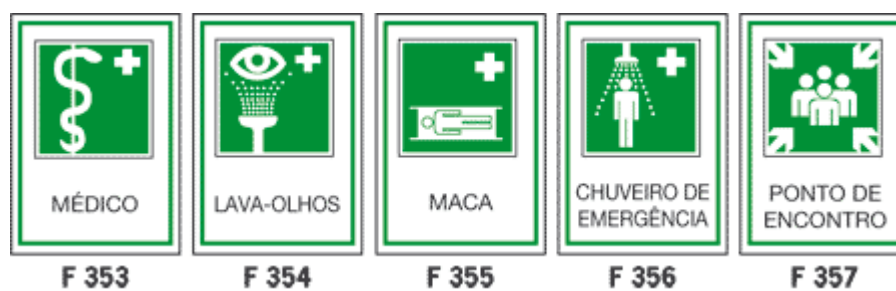 MÉDICO
LAVA-OLHOS
MACA
CHUVEIRO DE
EMERGÊNCIA
PONTO DE
ENCONTRO
F 353
F 354
F 355
F 356
F 357